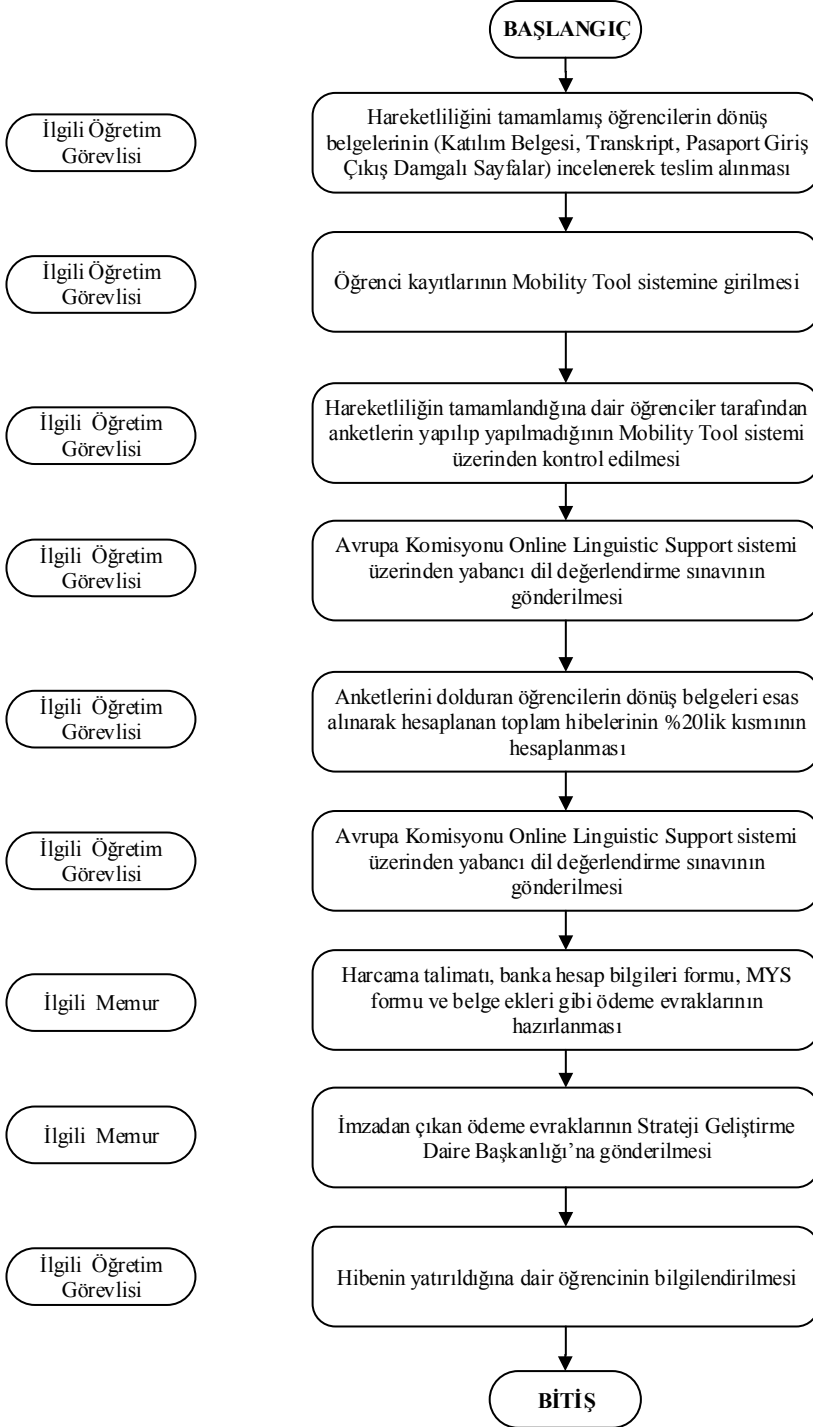 BAŞLANGIÇ
İlgili Öğretim
Görevlisi
Hareketliliğini tamamlamış öğrencilerin dönüş
belgelerinin (Katılım Belgesi, Transkript, Pasaport Giriş
Çıkış Damgalı Sayfalar) incelenerek teslim alınması
İlgili Öğretim
Görevlisi
Öğrenci kayıtlarının Mobility Tool sistemine girilmesi
İlgili Öğretim
Görevlisi
Hareketliliğin tamamlandığına dair öğrenciler tarafından
anketlerin yapılıp yapılmadığının Mobility Tool sistemi
üzerinden kontrol edilmesi
İlgili Öğretim
Görevlisi
Avrupa Komisyonu Online Linguistic Support sistemi
üzerinden yabancı dil değerlendirme sınavının
gönderilmesi
İlgili Öğretim
Görevlisi
Anketlerini dolduran öğrencilerin dönüş belgeleri esas
alınarak hesaplanan toplam hibelerinin %20lik kısmının
hesaplanması
İlgili Öğretim
Görevlisi
Avrupa Komisyonu Online Linguistic Support sistemi
üzerinden yabancı dil değerlendirme sınavının
gönderilmesi
İlgili Memur
Harcama talimatı, banka hesap bilgileri formu, MYS
formu ve belge ekleri gibi ödeme evraklarının
hazırlanması
İlgili Memur
İmzadan çıkan ödeme evraklarının Strateji Geliştirme
Daire Başkanlığı’na gönderilmesi
İlgili Öğretim
Görevlisi
Hibenin yatırıldığına dair öğrencinin bilgilendirilmesi
BİTİŞ